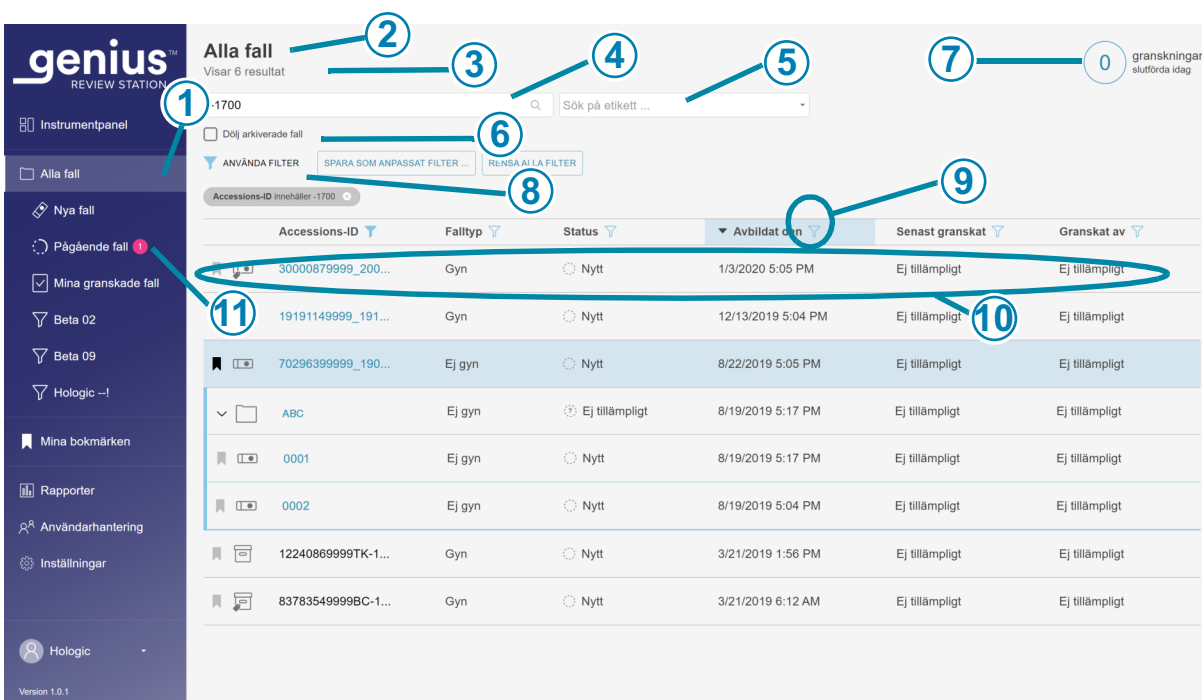 genius™
REVIEW STATION
Instrumentpanel
Alla fall
Nya fall
Pågående fall 1
Mina granskade fall
Beta 02
Beta 09
Hologic --!
Mina bokmärken
Rapporter
Användarhantering
Inställningar
Hologic
Version 1.0.1
1
2
3
4
5
6
7
8
9
10
11
Alla fall
Visar 6 resultat
0 granskningar
slutförda idag
-1700
Sök på etikett ...
Dölj arkiverade fall
ANVÄNDA FILTER SPARA SOM ANPASSAT FILTER ... RENSA ALLA FILTER
Accessions-ID innehåller -1700
Accessions-ID Falltyp Status Avbildat den Senast granskat Granskat av
30000879999_200... Gyn Nytt 1/3/2020 5:05 PM Ej tillämpligt Ej tillämpligt
19191149999_191... Gyn Nytt 12/13/2019 5:04 PM Ej tillämpligt Ej tillämpligt
70296399999_190... Ej gyn Nytt 8/22/2019 5:05 PM Ej tillämpligt Ej tillämpligt
ABC Ej gyn Ej tillämpligt 8/19/2019 5:17 PM Ej tillämpligt Ej tillämpligt
0001 Ej gyn Nytt 8/19/2019 5:17 PM Ej tillämpligt Ej tillämpligt
0002 Ej gyn Nytt 8/19/2019 5:04 PM Ej tillämpligt Ej tillämpligt
12240869999TK-1... Gyn Nytt 3/21/2019 1:56 PM Ej tillämpligt Ej tillämpligt
83783549999BC-1... Gyn Nytt 3/21/2019 6:12 AM Ej tillämpligt Ej tillämpligt